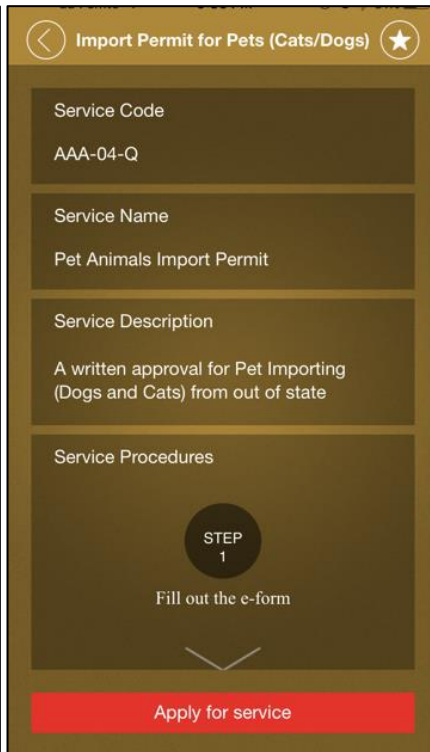 Import Permit for Pets (Cats/Dogs)
Service Code
AAA-04-Q
Service Name
Pet Animals Import Permit
Service Description
A written approval for Pet Importing
(Dogs and Cats) from out of state
Service Procedures
STEP
1
Fill out the e-form
Apply for service